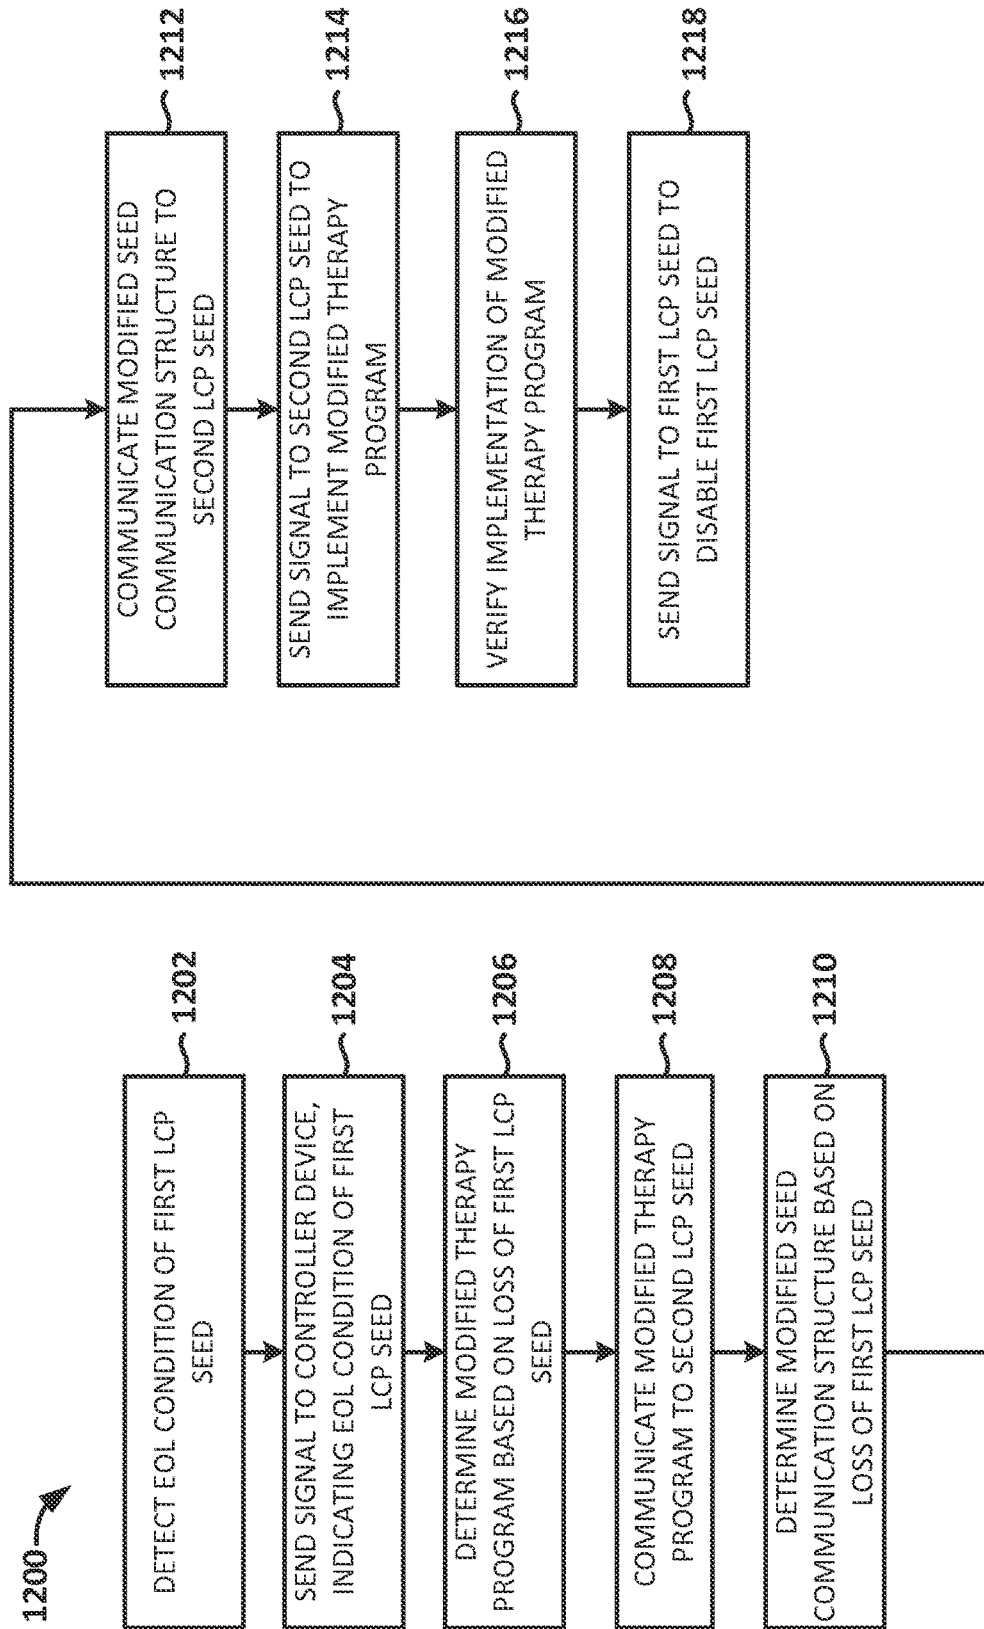 1200
DETECT EOL CONDITION OF FIRST LCP
SEED
1202
SEND SIGNAL TO CONTROLLER DEVICE,
INDICATING EOL CONDITION OF FIRST
LCP SEED
1204
DETERMINE MODIFIED THERAPY
PROGRAM BASED ON LOSS OF FIRST LCP
SEED
1206
COMMUNICATE MODIFIED THERAPY
PROGRAM TO SECOND LCP SEED
1208
DETERMINE MODIFIED SEED
COMMUNICATION STRUCTURE BASED ON
LOSS OF FIRST LCP SEED
1210
COMMUNICATE MODIFIED SEED
COMMUNICATION STRUCTURE TO
SECOND LCP SEED
1212
SEND SIGNAL TO SECOND LCP SEED TO
IMPLEMENT MODIFIED THERAPY
PROGRAM
1214
VERIFY IMPLEMENTATION OF MODIFIED
THERAPY PROGRAM
1216
SEND SIGNAL TO FIRST LCP SEED TO
DISABLE FIRST LCP SEED
1218